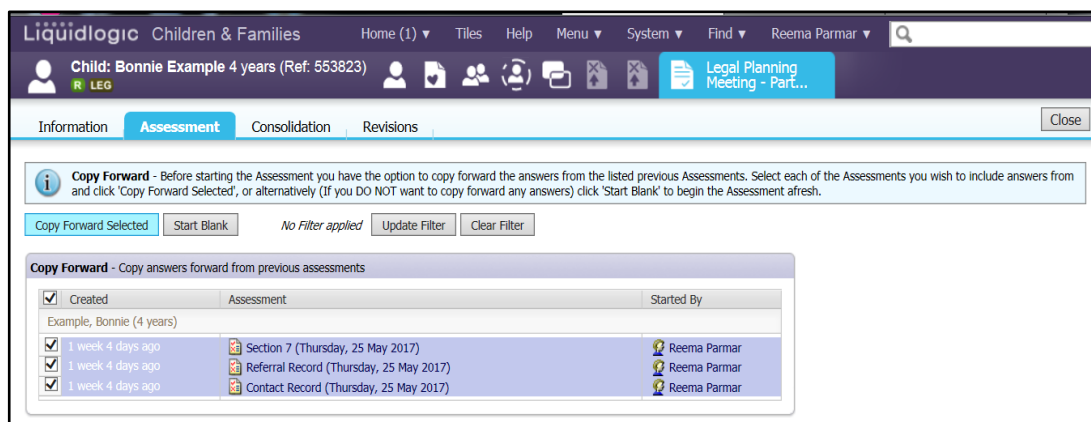 Liquidlogic Children & Families Home (1) ▼ Tiles Help Menu ▼ System ▼ Find ▼ Reema Parmar ▼
Child: Bonnie Example 4 years (Ref: 553823)
R LEG
Legal Planning
Meeting - Part...
Information Assessment Consolidation Revisions Close
Copy Forward - Before starting the Assessment you have the option to copy forward the answers from the listed previous Assessments. Select each of the Assessments you wish to include answers from
and click 'Copy Forward Selected', or alternatively (If you DO NOT want to copy forward any answers) click 'Start Blank' to begin the Assessment afresh.
Copy Forward Selected Start Blank No Filter applied Update Filter Clear Filter
Copy Forward - Copy answers forward from previous assessments
Created Assessment Started By
Example, Bonnie (4 years)
1 week 4 days ago Section 7 (Thursday, 25 May 2017) Reema Parmar
1 week 4 days ago Referral Record (Thursday, 25 May 2017) Reema Parmar
1 week 4 days ago Contact Record (Thursday, 25 May 2017) Reema Parmar